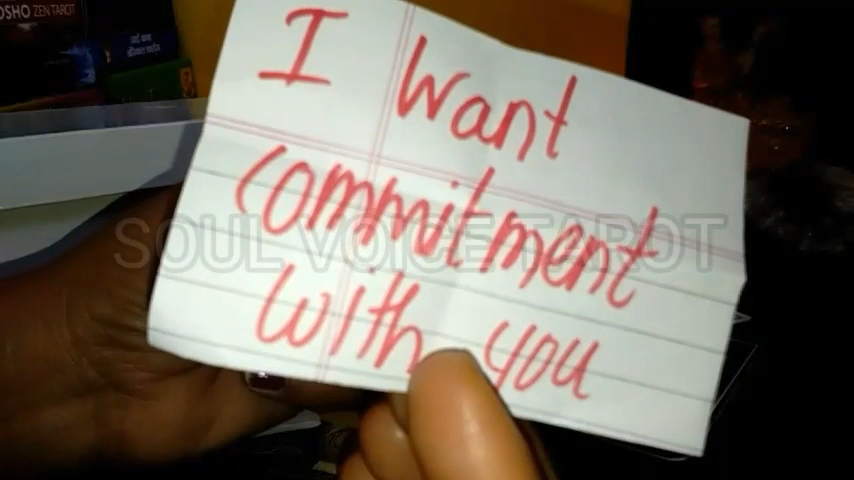 OSHO ZEN TAROT
I want
commitment
SOUL VOICE TAROT
with you